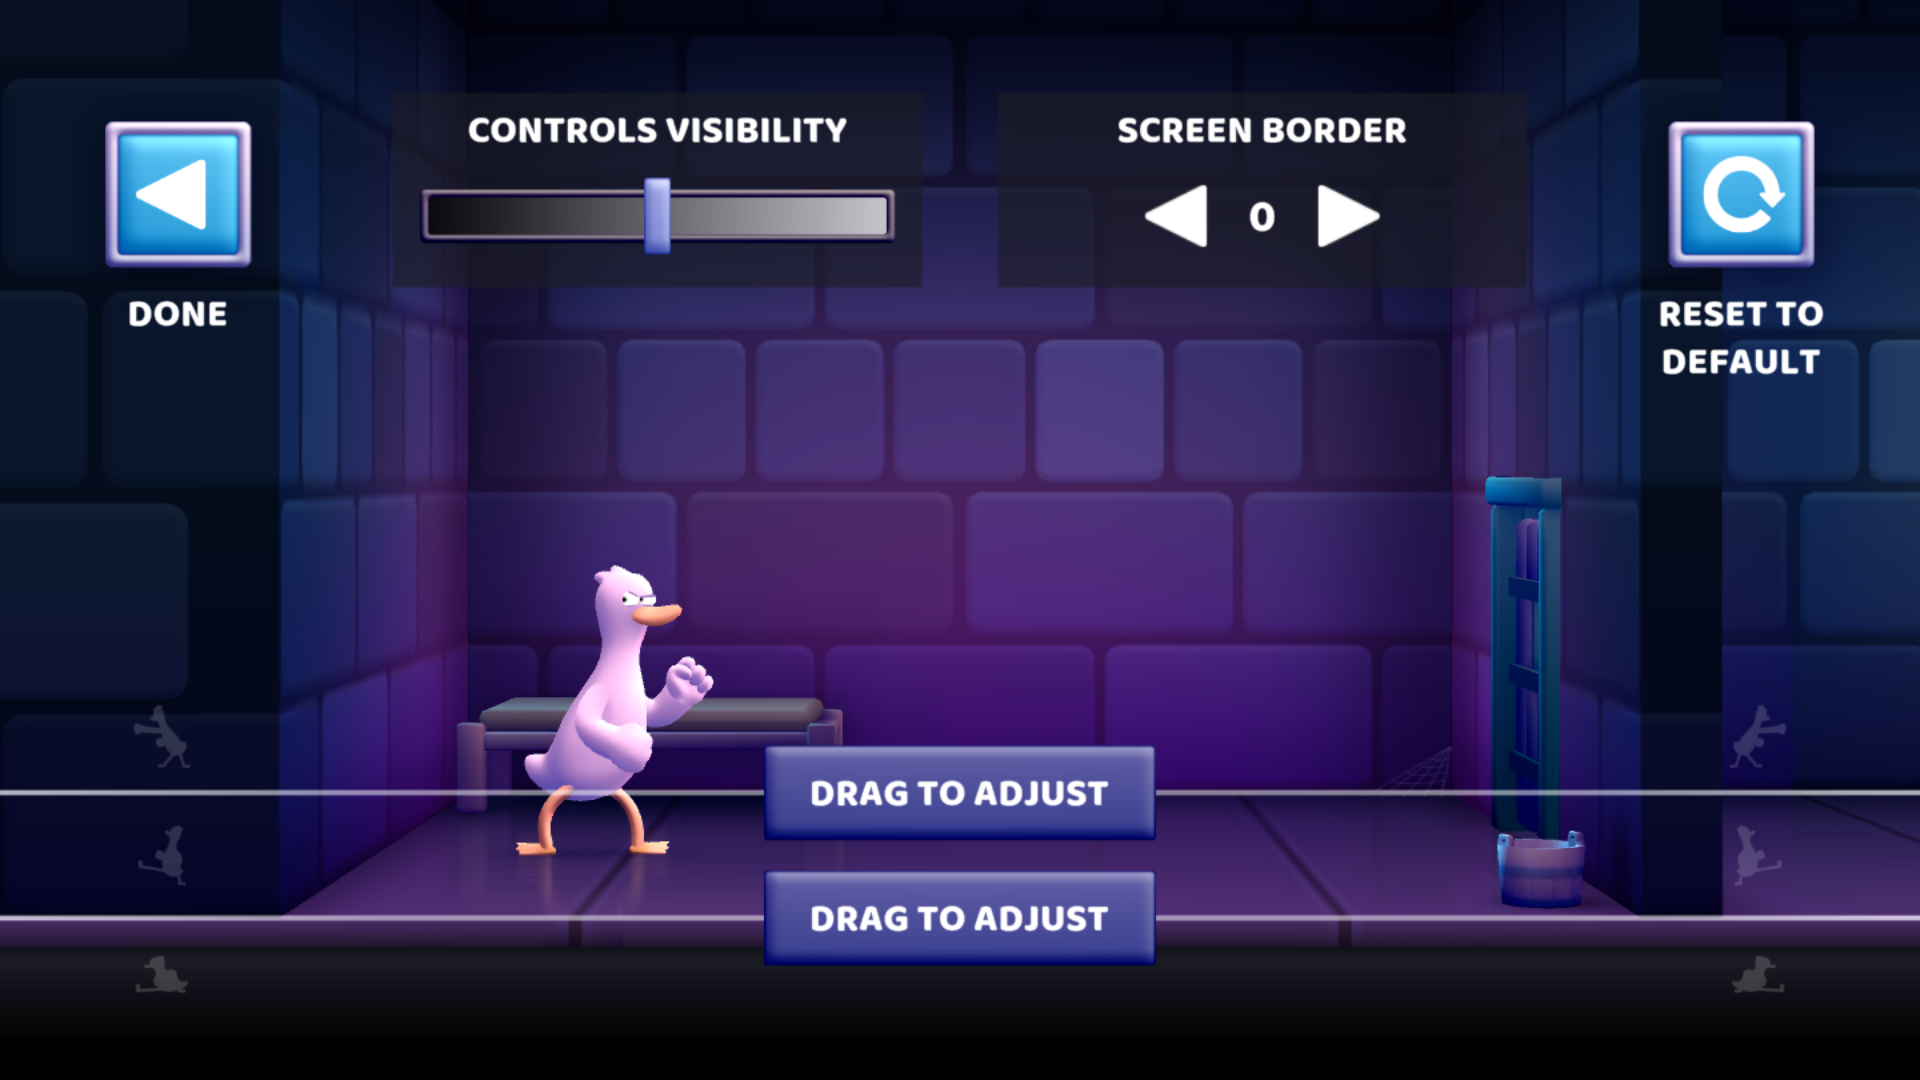 CONTROLS VISIBILITY
SCREEN BORDER
0
DONE
RESET TO
DEFAULT
DRAG TO ADJUST
DRAG TO ADJUST